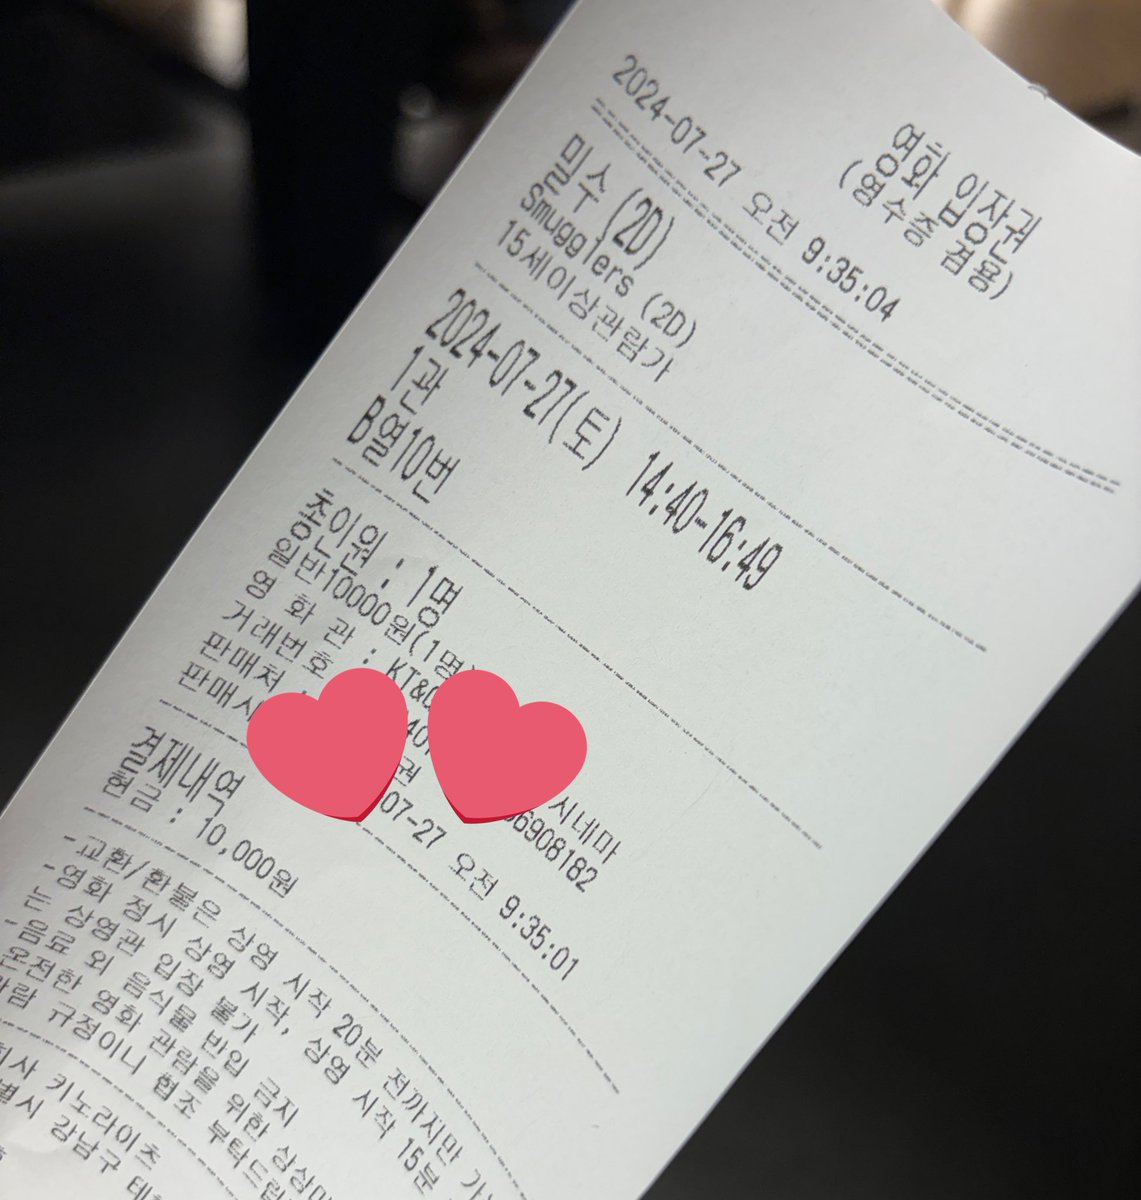 영화 입장권
(영수증 겸용)
2024-07-27 오전 9:35:04
밀수 (2D)
Smugglers (2D)
15세이상관람가
2024-07-27(토) 14:40-16:49
1관
B열10번
총인원 : 1명
일반10000원(1명)
영 화 관 : KT&G 시네마
거래번호 : 6908182
판매처 :
판매시 07-27 오전 9:35:01
결제내역
현금 : 10,000원
-교환/환불은 상영 시작 20분 전까지만
-영화 정시 상영 시작, 상영 시작 15분
는 상영관 입장 불가
-음료 외 음식물 반입 금지
온전한 영화 관람을 위한
람 규정이니 협조
키노라이츠
강남구